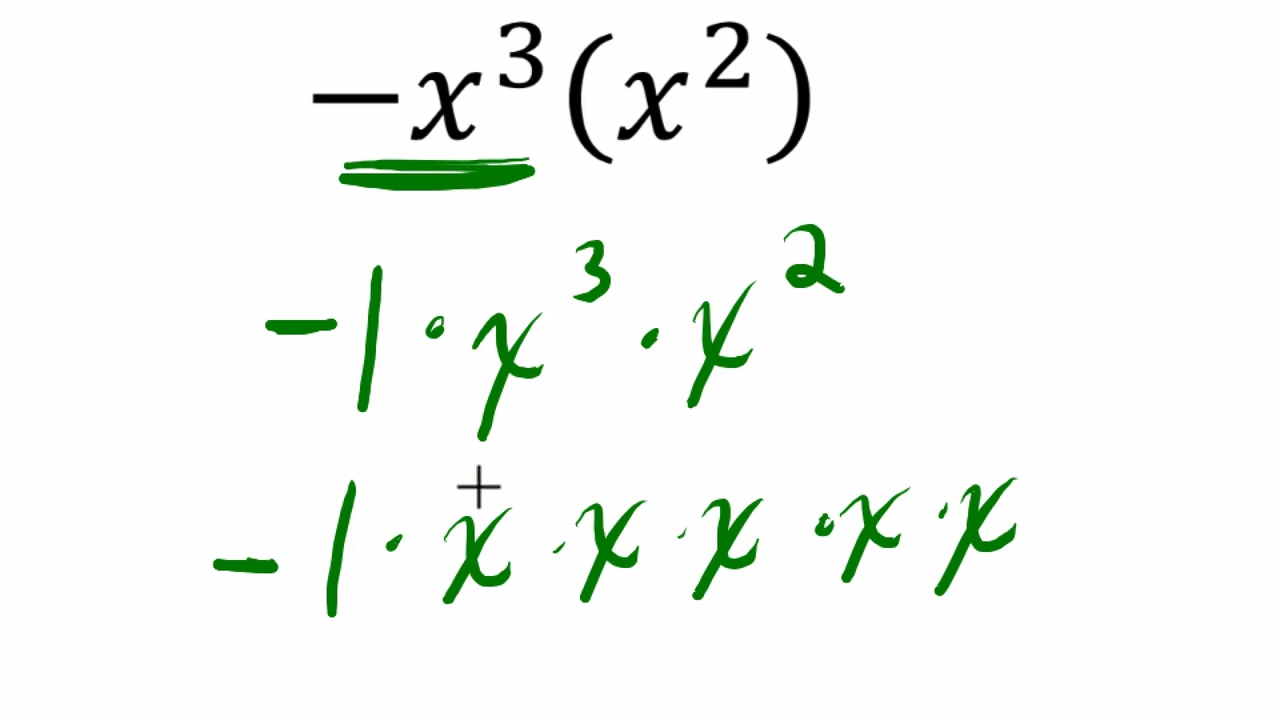 −x³(x²)
-1 · x³ · x²
-1 · x · x · x · x · x